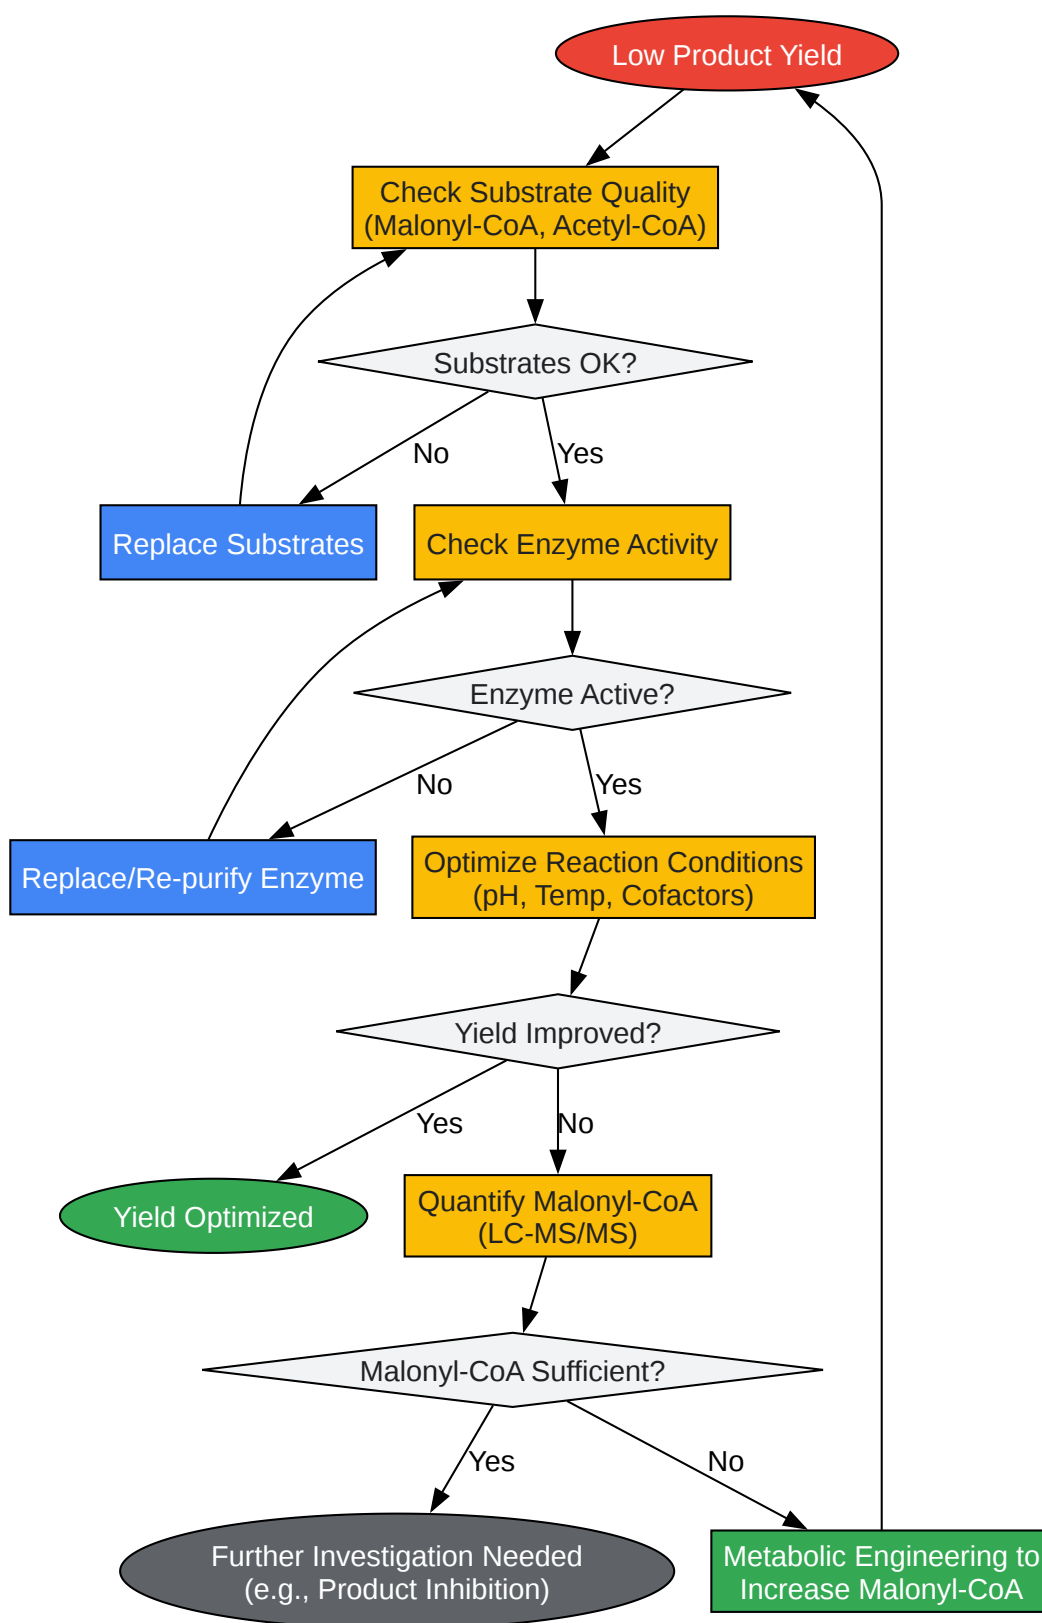 Low Product Yield
Check Substrate Quality
(Malonyl-CoA, Acetyl-CoA)
Substrates OK?
No
Yes
Replace Substrates
Check Enzyme Activity
Enzyme Active?
No
Yes
Replace/Re-purify Enzyme
Optimize Reaction Conditions
(pH, Temp, Cofactors)
Yield Improved?
Yes
No
Yield Optimized
Quantify Malonyl-CoA
(LC-MS/MS)
Malonyl-CoA Sufficient?
Yes
No
Further Investigation Needed
(e.g., Product Inhibition)
Metabolic Engineering to
Increase Malonyl-CoA